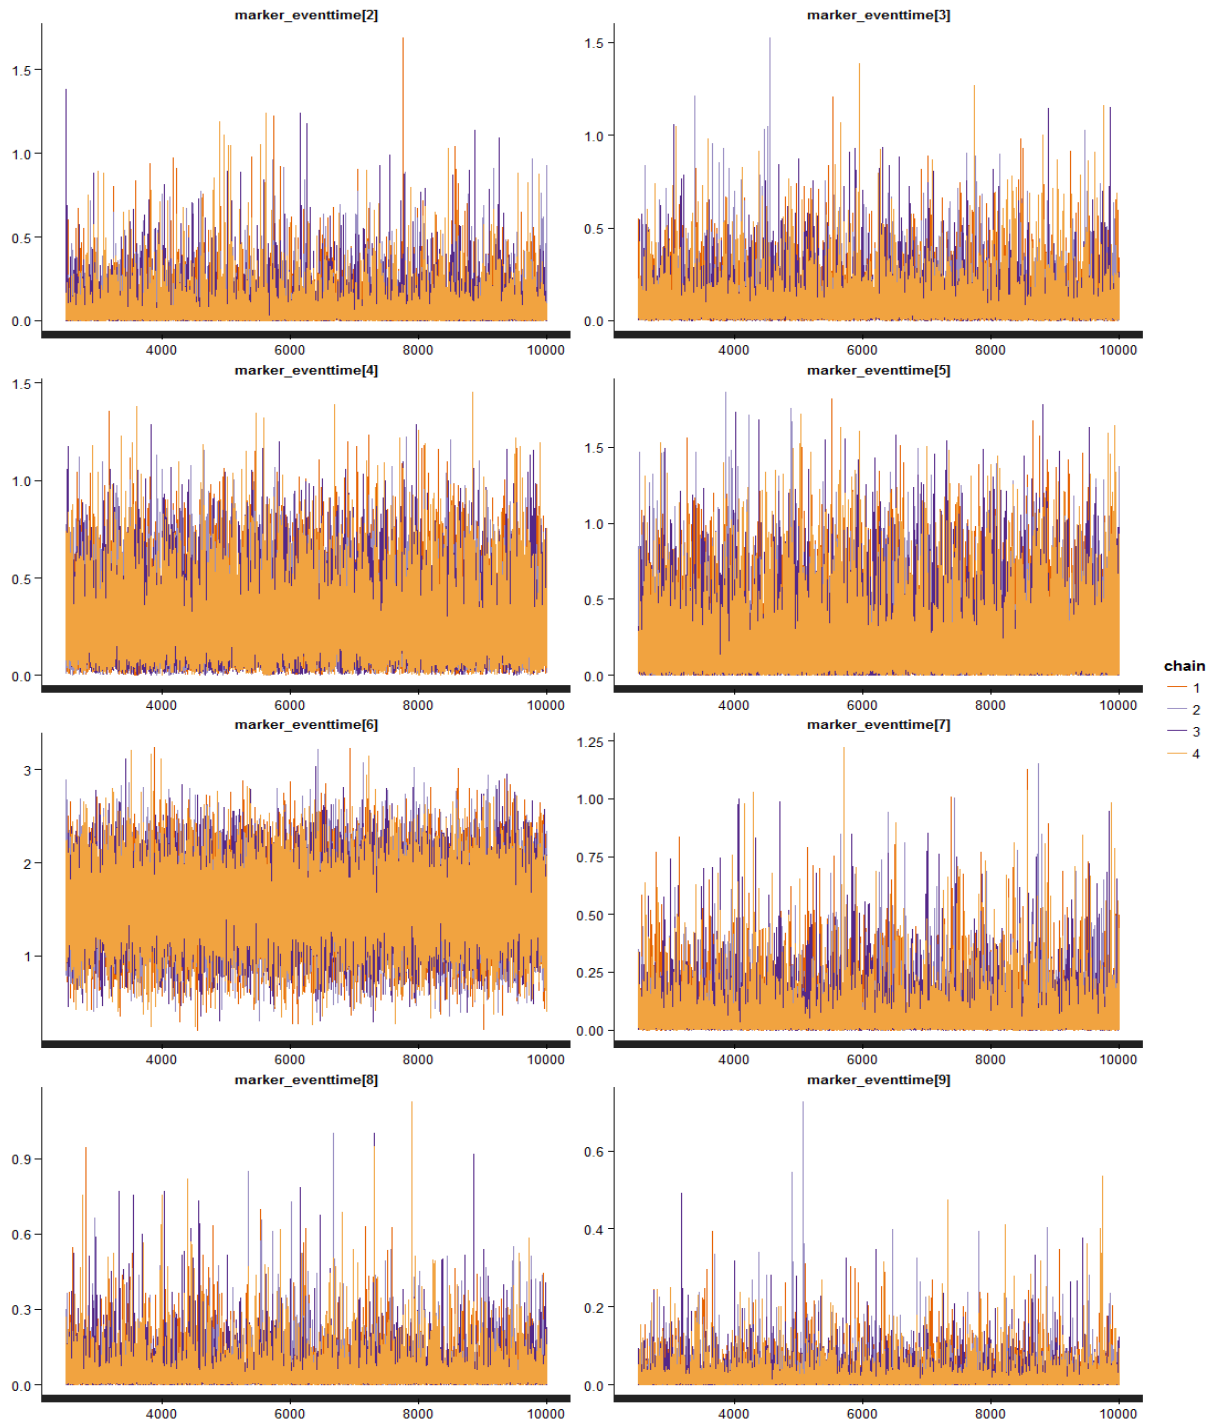 marker_eventtime[2]
marker_eventtime[3]
1.5
1.0
0.5
0.0
4000 6000 8000 10000
1.5
1.0
0.5
0.0
4000 6000 8000 10000
marker_eventtime[4]
marker_eventtime[5]
1.5
1.0
0.5
0.0
4000 6000 8000 10000
1.5
1.0
0.5
0.0
4000 6000 8000 10000
chain
1
2
3
4
marker_eventtime[6]
marker_eventtime[7]
3
2
1
4000 6000 8000 10000
1.25
1.00
0.75
0.50
0.25
0.00
4000 6000 8000 10000
marker_eventtime[8]
marker_eventtime[9]
0.9
0.6
0.3
0.0
4000 6000 8000 10000
0.6
0.4
0.2
0.0
4000 6000 8000 10000